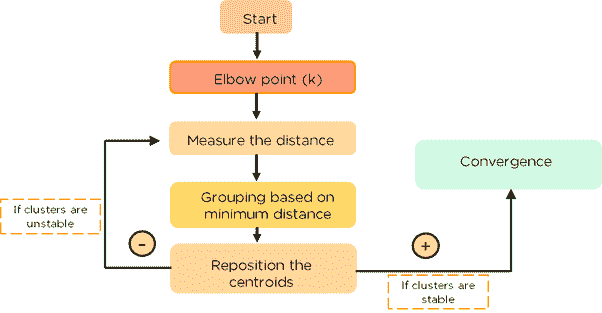 Start
Elbow point (k)
Measure the distance
Grouping based on
minimum distance
Reposition the
centroids
If clusters are
unstable
-
+
If clusters are
stable
Convergence